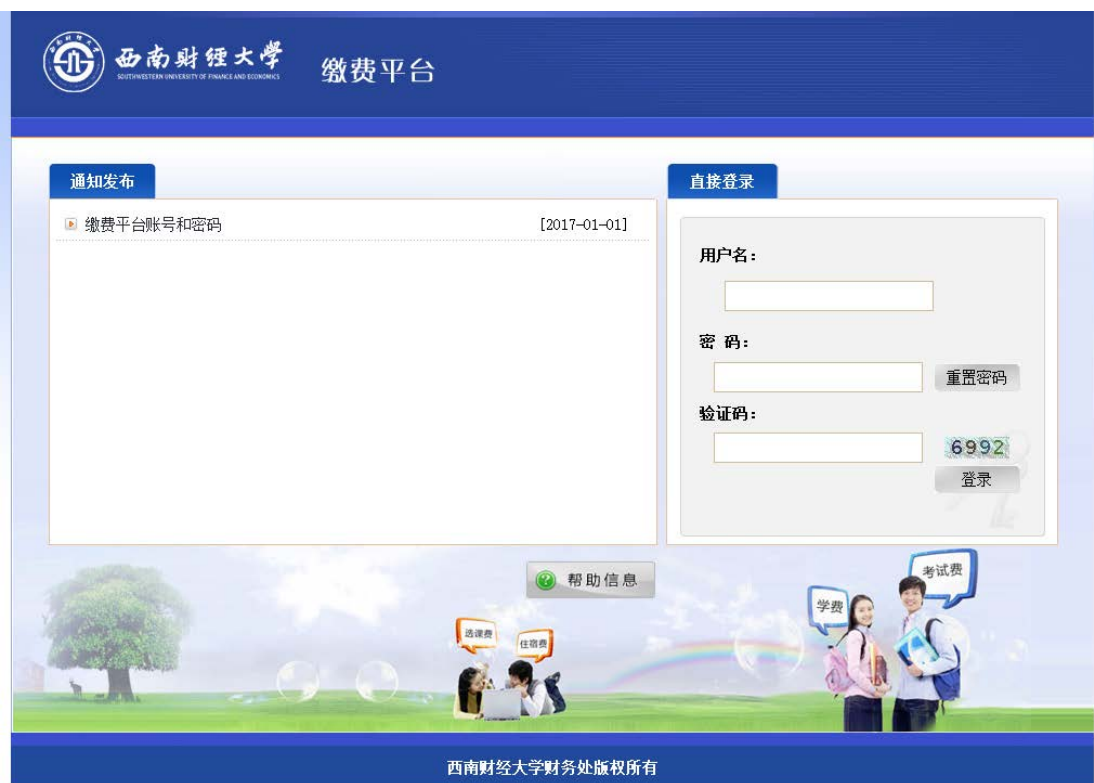 西南财经大學
SOUTHWESTERN UNIVERSITY OF FINANCE AND ECONOMICS
缴费平台
通知发布
缴费平台账号和密码 [2017-01-01]
直接登录
用户名：
密 码：
重置密码
验证码：
6992
登录
帮助信息
选课费
住宿费
学费
考试费
西南财经大学财务处版权所有